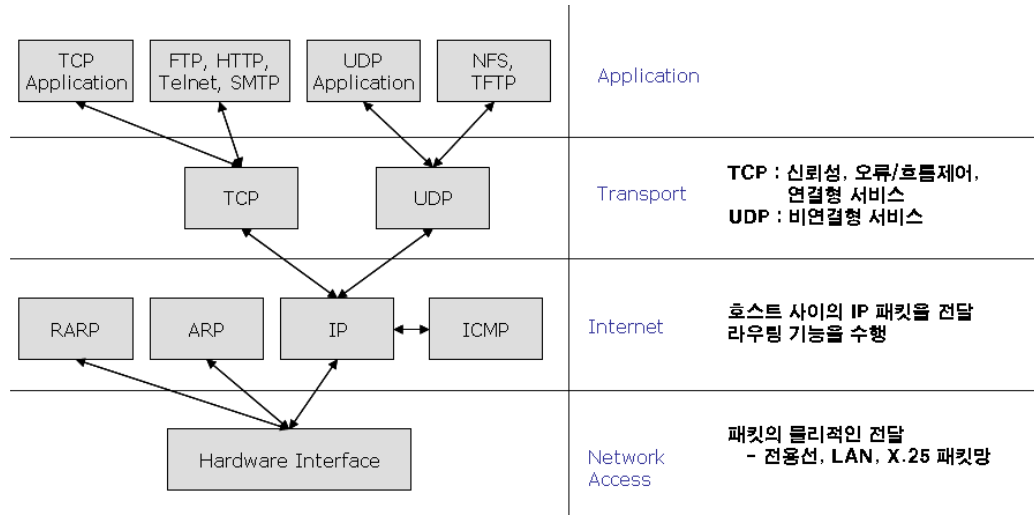 TCP
Application
FTP, HTTP,
Telnet, SMTP
UDP
Application
NFS,
TFTP
Application
TCP
UDP
Transport
TCP : 신뢰성, 오류/흐름제어,
연결형 서비스
UDP : 비연결형 서비스
RARP
ARP
IP
ICMP
Internet
호스트 사이의 IP 패킷을 전달
라우팅 기능을 수행
Hardware Interface
Network
Access
패킷의 물리적인 전달
- 전용선, LAN, X.25 패킷망